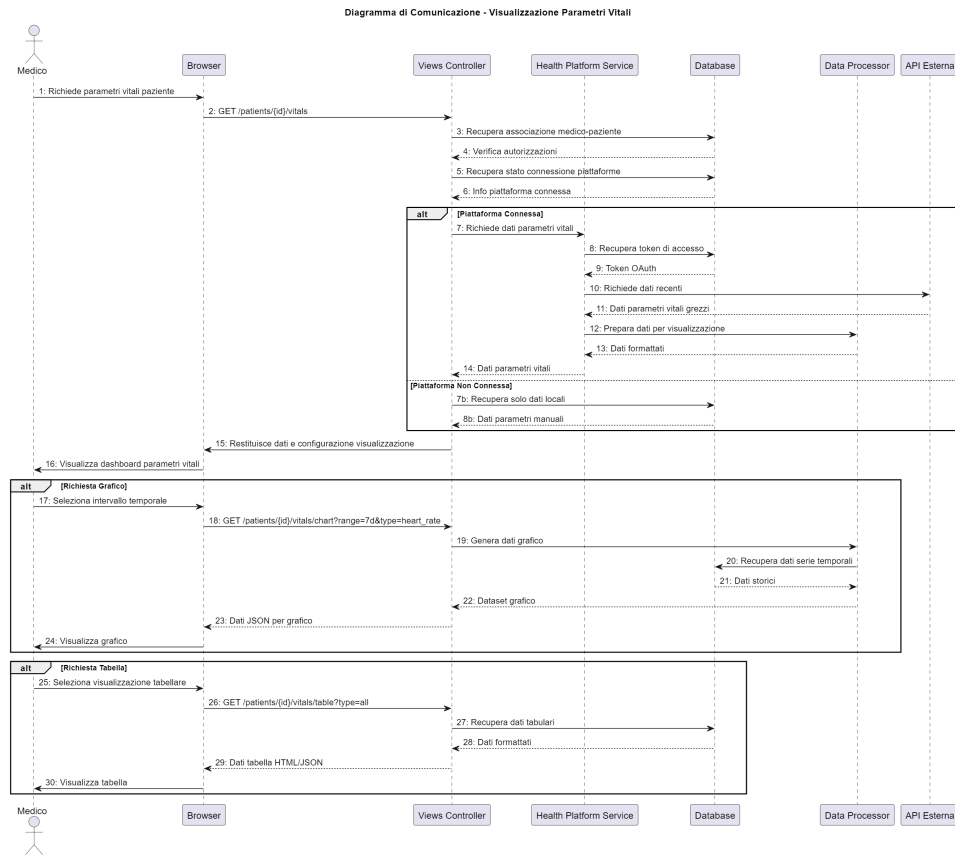 Diagramma di Comunicazione - Visualizzazione Parametri Vitali
Medico
Browser
Views Controller
Health Platform Service
Database
Data Processor
API Esterna
1: Richiede parametri vitali paziente
2: GET /patients/{id}/vitals
3: Recupera associazione medico-paziente
4: Verifica autorizzazioni
5: Recupera stato connessione piattaforme
6: Info piattaforma connessa
alt
[Piattaforma Connessa]
7: Richiede dati parametri vitali
8: Recupera token di accesso
9: Token OAuth
10: Richiede dati recenti
11: Dati parametri vitali grezzi
12: Prepara dati per visualizzazione
13: Dati formattati
14: Dati parametri vitali
[Piattaforma Non Connessa]
7b: Recupera solo dati locali
8b: Dati parametri manuali
15: Restituisce dati e configurazione visualizzazione
16: Visualizza dashboard parametri vitali
alt
[Richiesta Grafico]
17: Seleziona intervallo temporale
18: GET /patients/{id}/vitals/chart?range=7d&type=heart_rate
19: Genera dati grafico
20: Recupera dati serie temporali
21: Dati storici
22: Dataset grafico
23: Dati JSON per grafico
24: Visualizza grafico
alt
[Richiesta Tabella]
25: Seleziona visualizzazione tabellare
26: GET /patients/{id}/vitals/table?type=all
27: Recupera dati tabulari
28: Dati formattati
29: Dati tabella HTML/JSON
30: Visualizza tabella
Medico
Browser
Views Controller
Health Platform Service
Database
Data Processor
API Esterna